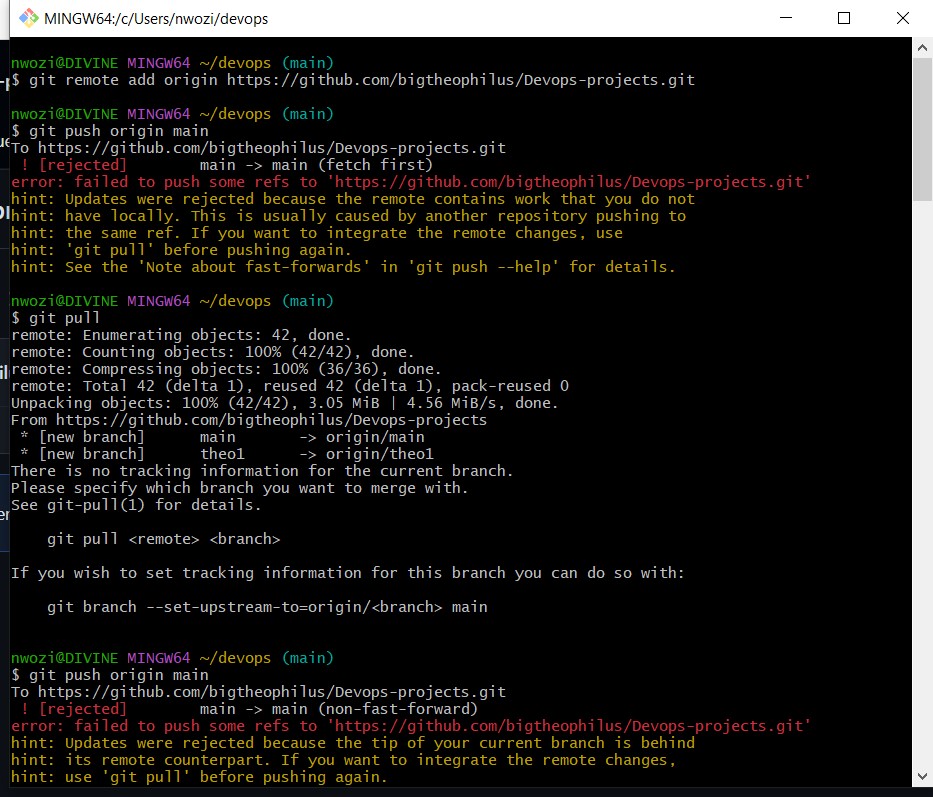 MINGW64:/c/Users/nwozi/devops
nwozi@DIVINE MINGW64 ~/devops (main)
$ git remote add origin https://github.com/bigtheophilus/Devops-projects.git
nwozi@DIVINE MINGW64 ~/devops (main)
$ git push origin main
To https://github.com/bigtheophilus/Devops-projects.git
! [rejected] main -> main (fetch first)
error: failed to push some refs to 'https://github.com/bigtheophilus/Devops-projects.git'
hint: Updates were rejected because the remote contains work that you do not
hint: have locally. This is usually caused by another repository pushing to
hint: the same ref. If you want to integrate the remote changes, use
hint: 'git pull' before pushing again.
hint: See the 'Note about fast-forwards' in 'git push --help' for details.
nwozi@DIVINE MINGW64 ~/devops (main)
$ git pull
remote: Enumerating objects: 42, done.
remote: Counting objects: 100% (42/42), done.
remote: Compressing objects: 100% (36/36), done.
remote: Total 42 (delta 1), reused 42 (delta 1), pack-reused 0
Unpacking objects: 100% (42/42), 3.05 MiB | 4.56 MiB/s, done.
From https://github.com/bigtheophilus/Devops-projects
* [new branch] main -> origin/main
* [new branch] theo1 -> origin/theo1
There is no tracking information for the current branch.
Please specify which branch you want to merge with.
See git-pull(1) for details.
git pull <remote> <branch>
If you wish to set tracking information for this branch you can do so with:
git branch --set-upstream-to=origin/<branch> main
nwozi@DIVINE MINGW64 ~/devops (main)
$ git push origin main
To https://github.com/bigtheophilus/Devops-projects.git
! [rejected] main -> main (non-fast-forward)
error: failed to push some refs to 'https://github.com/bigtheophilus/Devops-projects.git'
hint: Updates were rejected because the tip of your current branch is behind
hint: its remote counterpart. If you want to integrate the remote changes,
hint: use 'git pull' before pushing again.